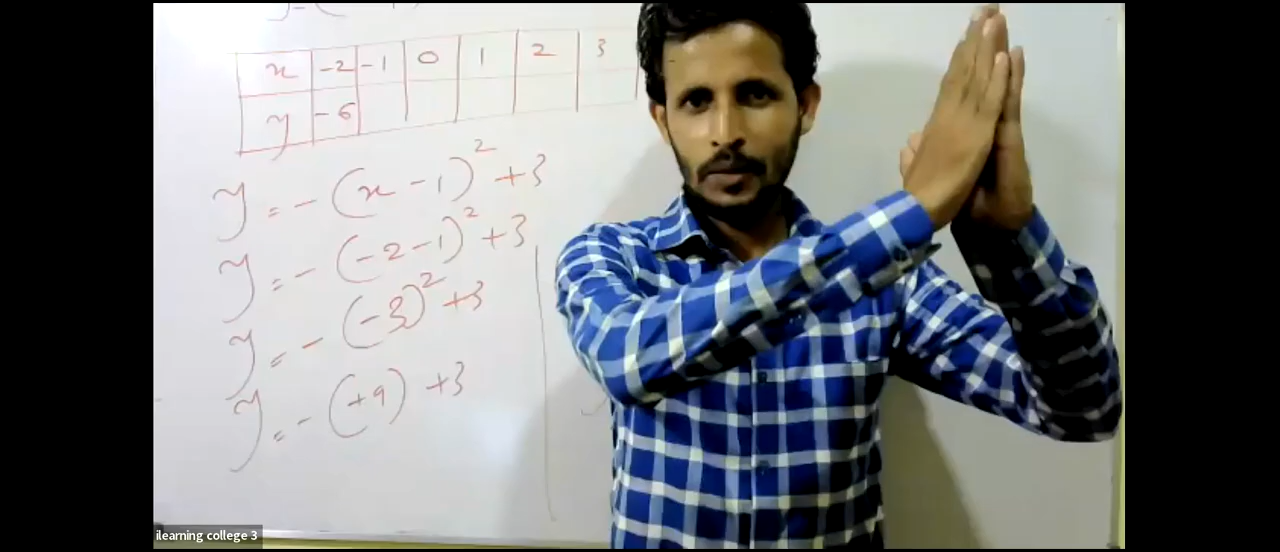 x -2 -1 0 1 2 3
y -6
y = - (x - 1)² + 3
y = - (-2 - 1)² + 3
y = - (-3)² + 3
y = - (+9) + 3
ilearning college 3